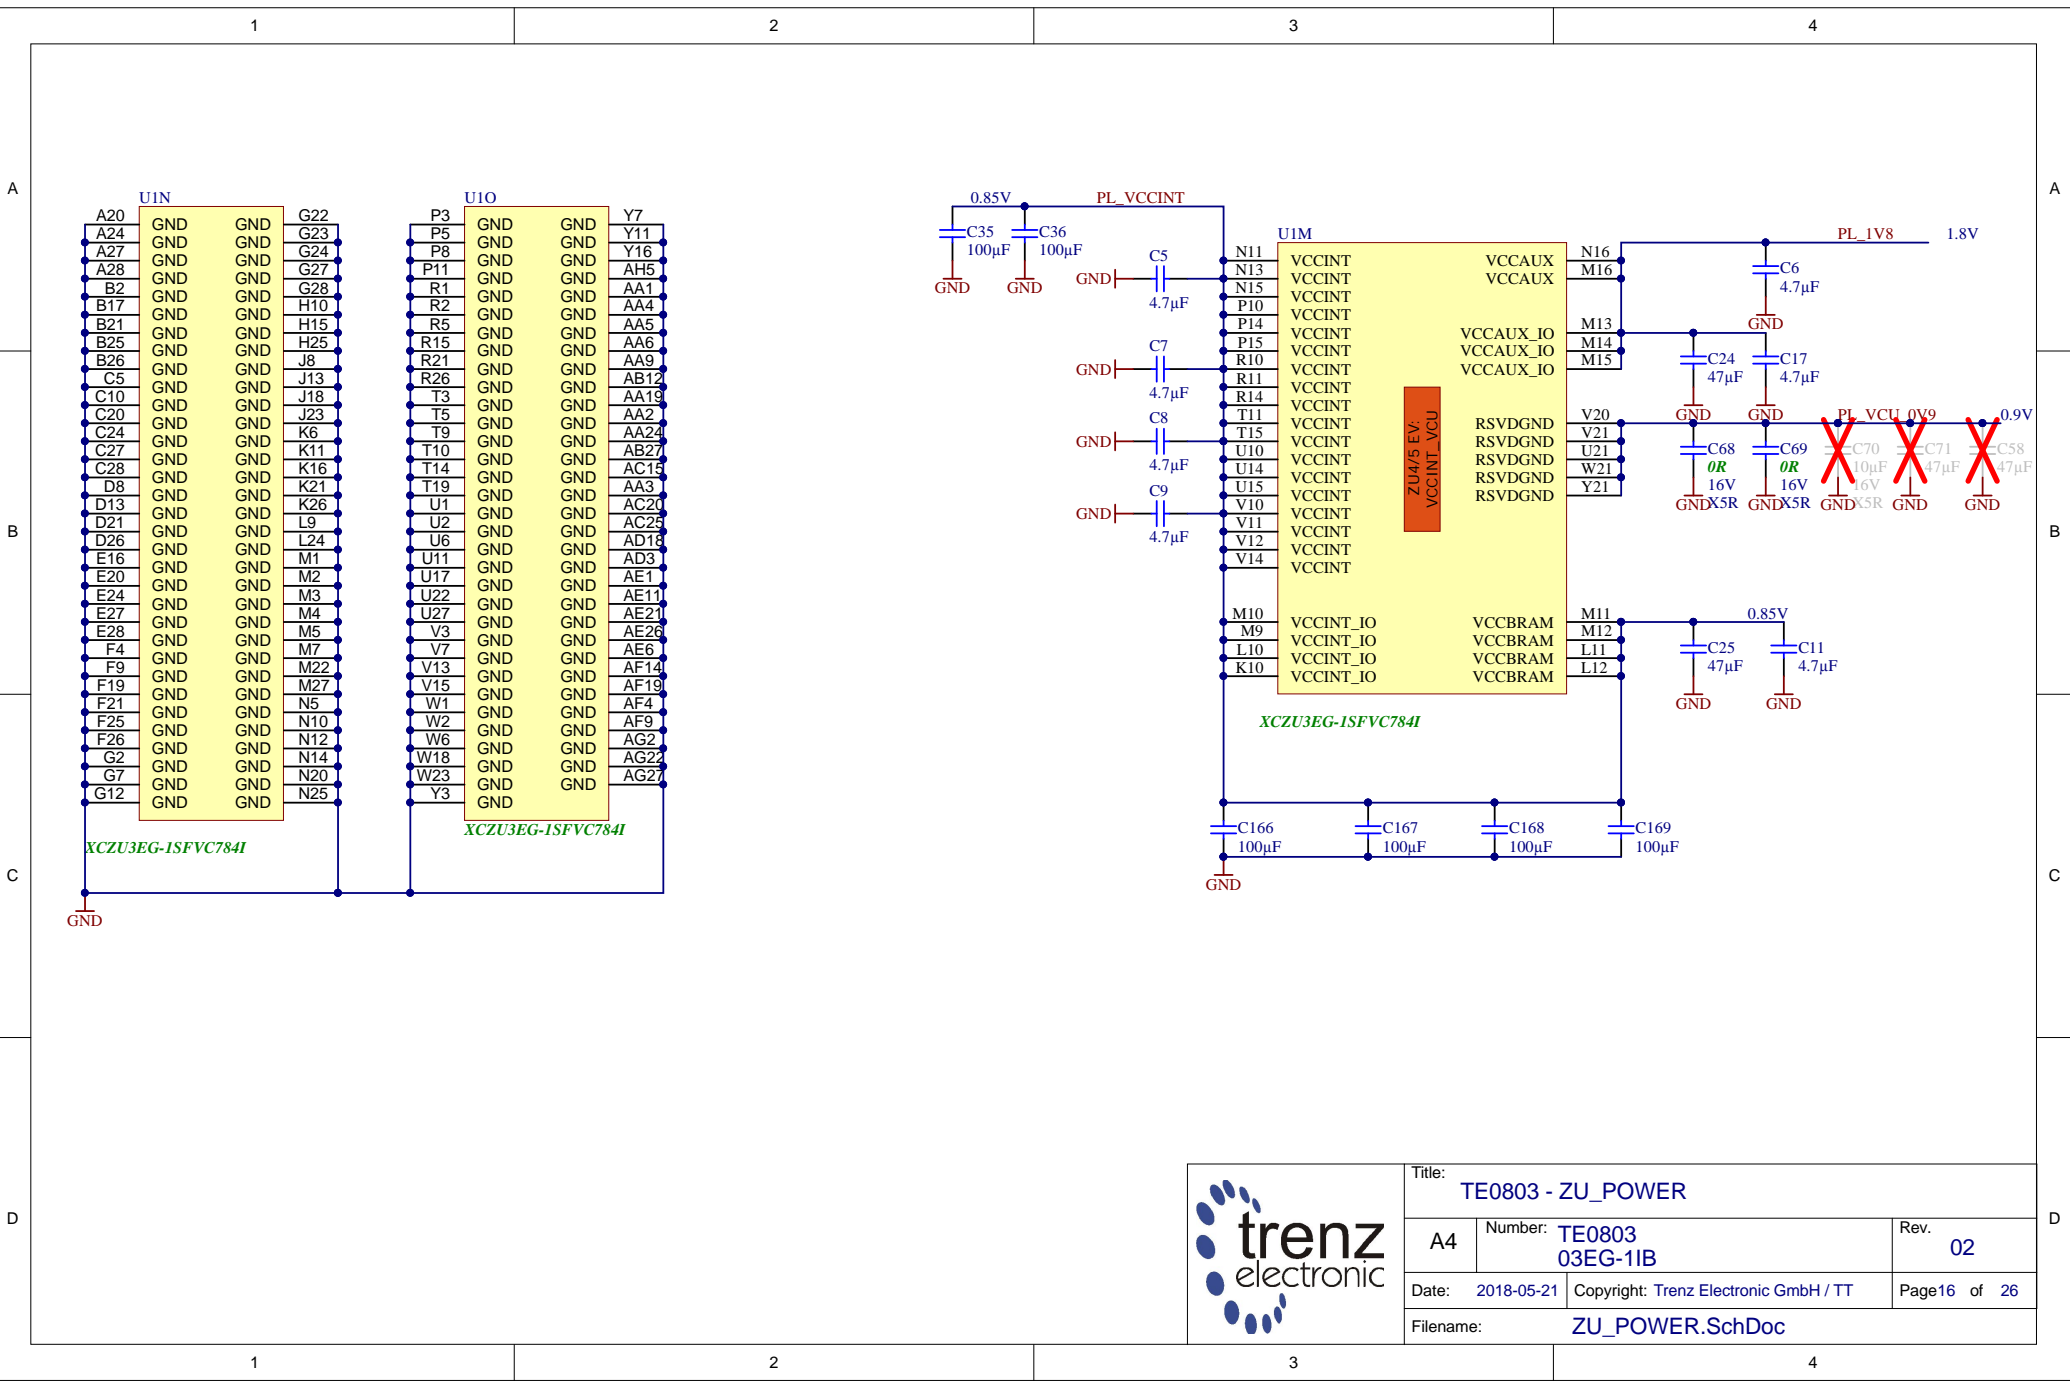 1 2 3 4
A A
B B
C C
D D
U1N
A20 GND GND G22
A24 GND GND G23
A27 GND GND G24
A28 GND GND G27
B2 GND GND G28
B17 GND GND H10
B21 GND GND H15
B25 GND GND H25
B26 GND GND J8
C5 GND GND J13
C10 GND GND J18
C20 GND GND J23
C24 GND GND K6
C27 GND GND K11
C28 GND GND K16
D8 GND GND K21
D13 GND GND K26
D21 GND GND L9
D26 GND GND L24
E16 GND GND M1
E20 GND GND M2
E24 GND GND M3
E27 GND GND M4
E28 GND GND M5
F4 GND GND M7
F9 GND GND M22
F19 GND GND M27
F21 GND GND N5
F25 GND GND N10
F26 GND GND N12
G2 GND GND N14
G7 GND GND N20
G12 GND GND N25
XCZU3EG-1SFVC784I
GND
U1O
P3 GND GND Y7
P5 GND GND Y11
P8 GND GND Y16
P11 GND GND AH5
R1 GND GND AA1
R2 GND GND AA4
R5 GND GND AA5
R15 GND GND AA6
R21 GND GND AA9
R26 GND GND AB12
T3 GND GND AA19
T5 GND GND AA2
T9 GND GND AA24
T10 GND GND AB27
T14 GND GND AC15
T19 GND GND AA3
U1 GND GND AC20
U2 GND GND AC25
U6 GND GND AD18
U11 GND GND AD3
U17 GND GND AE1
U22 GND GND AE11
U27 GND GND AE21
V3 GND GND AE26
V7 GND GND AE6
V13 GND GND AF14
V15 GND GND AF19
W1 GND GND AF4
W2 GND GND AF9
W6 GND GND AG2
W18 GND GND AG22
W23 GND GND AG27
Y3 GND
XCZU3EG-1SFVC784I
0.85V PL_VCCINT
C35 C36
100µF 100µF
GND GND
C5
GND
4.7µF
C7
GND
4.7µF
C8
GND
4.7µF
C9
GND
4.7µF
U1M
N11 VCCINT VCCAUX N16
N13 VCCINT VCCAUX M16
N15 VCCINT
P10 VCCINT
P14 VCCINT VCCAUX_IO M13
P15 VCCINT VCCAUX_IO M14
R10 VCCINT VCCAUX_IO M15
R11 VCCINT
R14 VCCINT
T11 VCCINT RSVDGND V20
T15 VCCINT RSVDGND V21
U10 VCCINT RSVDGND U21
U14 VCCINT RSVDGND W21
U15 VCCINT RSVDGND Y21
V10 VCCINT
V11 VCCINT
V12 VCCINT
V14 VCCINT
M10 VCCINT_IO VCCBRAM M11
M9 VCCINT_IO VCCBRAM M12
L10 VCCINT_IO VCCBRAM L11
K10 VCCINT_IO VCCBRAM L12
ZU4/5 EV:
VCCINT_VCU
XCZU3EG-1SFVC784I
PL_1V8 1.8V
C6
4.7µF
GND
C24 C17
47µF 4.7µF
GND GND
PL_VCU_0V9 0.9V
C68 C69 C70 C71 C58
0R 0R 10µF 47µF 47µF
16V 16V 16V
X5R X5R X5R
GND GND GND GND GND
0.85V
C25 C11
47µF 4.7µF
GND GND
C166 C167 C168 C169
100µF 100µF 100µF 100µF
GND
trenz
electronic
Title:
TE0803 - ZU_POWER
A4 Number: TE0803
03EG-1IB
Rev.
02
Date: 2018-05-21 Copyright: Trenz Electronic GmbH / TT Page16 of 26
Filename: ZU_POWER.SchDoc
1 2 3 4